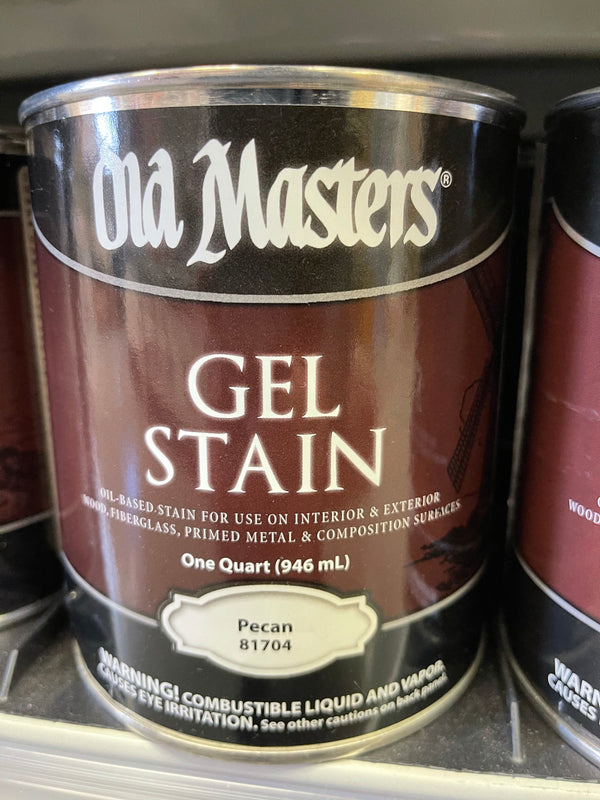 Old Masters®
GEL
STAIN
OIL-BASED STAIN FOR USE ON INTERIOR & EXTERIOR
WOOD, FIBERGLASS, PRIMED METAL & COMPOSITION SURFACES
One Quart (946 mL)
Pecan
81704
WARNING! COMBUSTIBLE LIQUID AND VAPOR.
CAUSES EYE IRRITATION. See other cautions on back panel.
WOOD
WARN
CAUSES